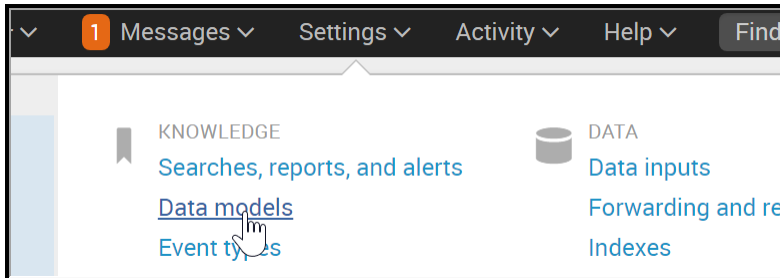 1 Messages Settings Activity Help Find
KNOWLEDGE
Searches, reports, and alerts
Data models
Event types
DATA
Data inputs
Forwarding and re
Indexes